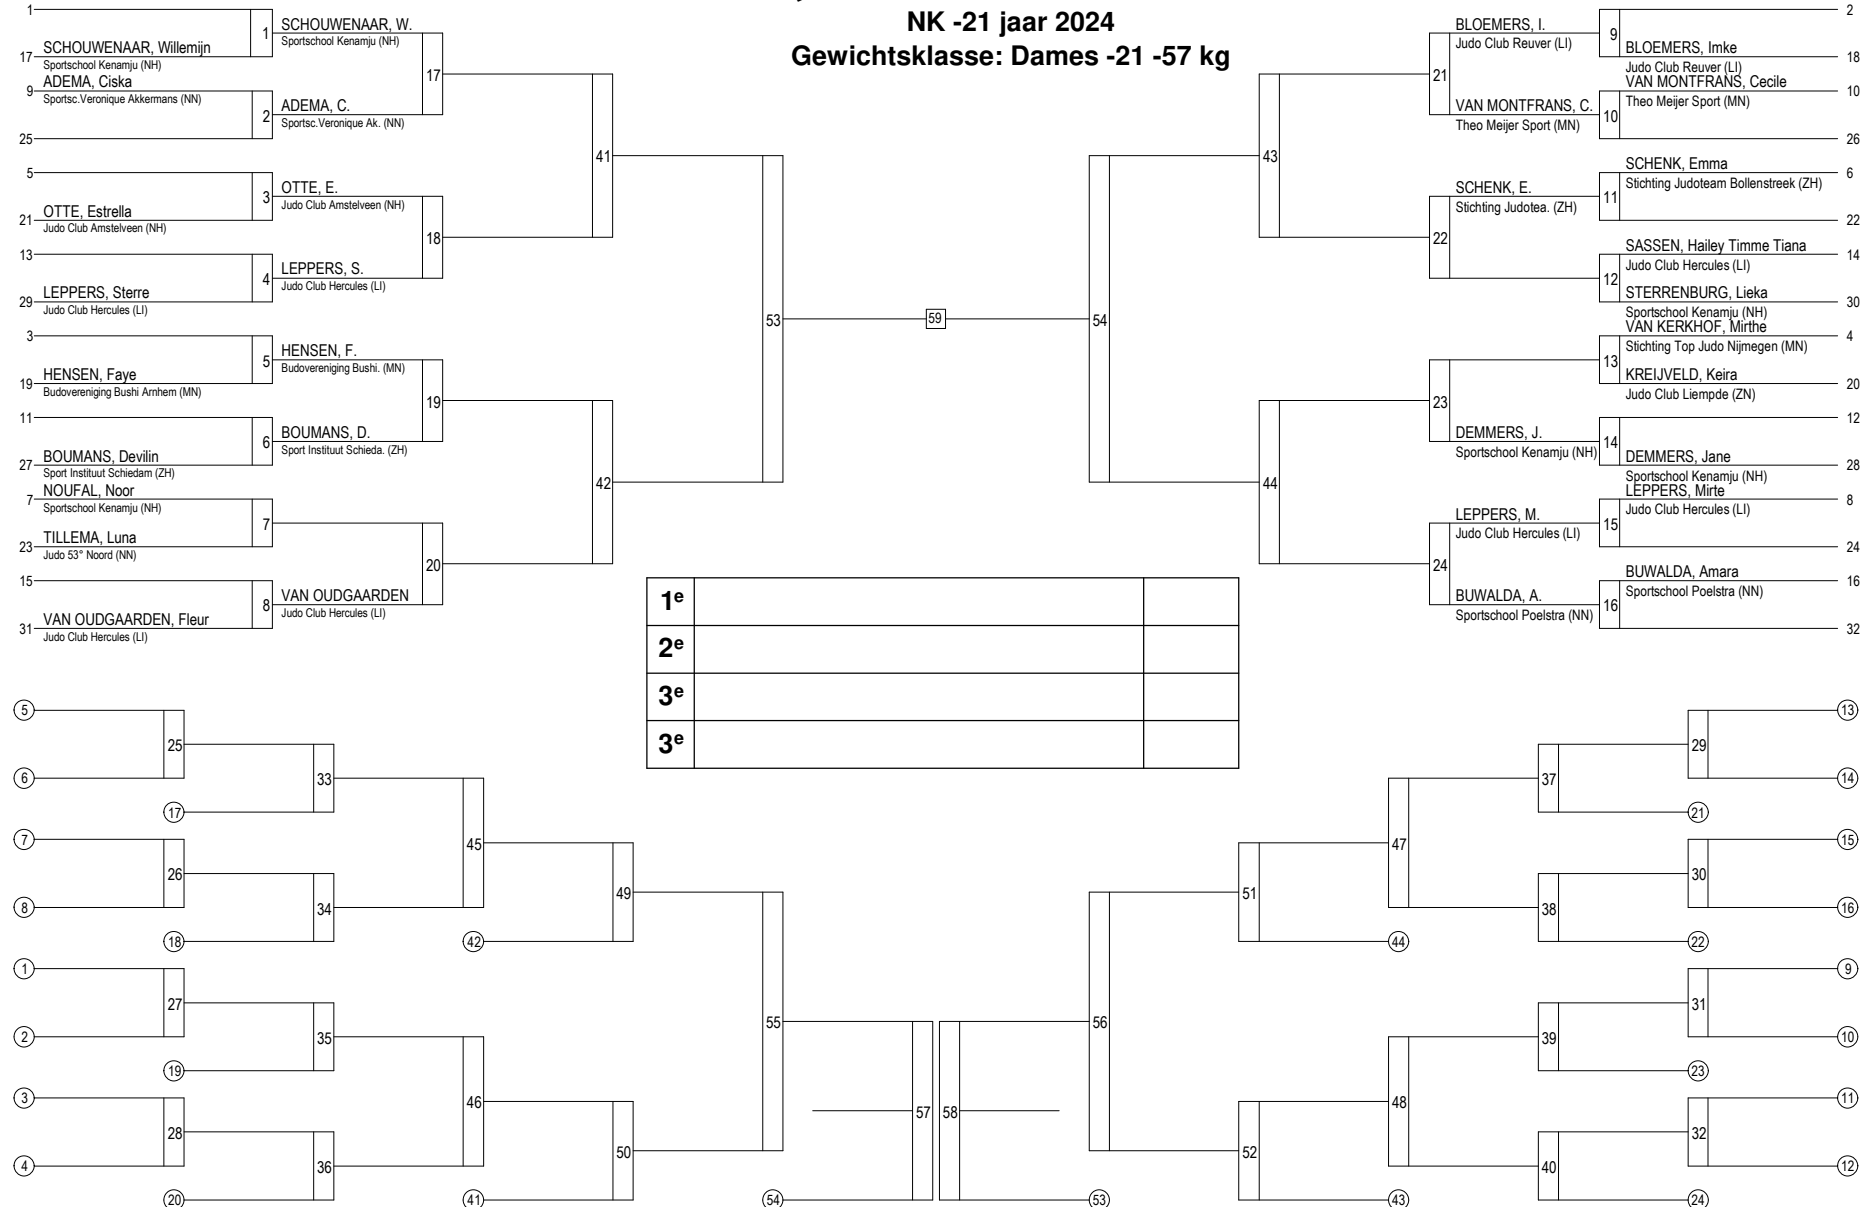 NK -21 jaar 2024
Gewichtsklasse: Dames -21 -57 kg
1
17
SCHOUWENAAR, Willemijn
Sportschool Kenamju (NH)
9
ADEMA, Ciska
Sportsc.Veronique Akkermans (NN)
25
5
21
OTTE, Estrella
Judo Club Amstelveen (NH)
13
29
LEPPERS, Sterre
Judo Club Hercules (LI)
3
19
HENSEN, Faye
Budovereniging Bushi Arnhem (MN)
11
27
BOUMANS, Devilin
Sport Instituut Schiedam (ZH)
7
NOUFAL, Noor
Sportschool Kenamju (NH)
23
TILLEMA, Luna
Judo 53° Noord (NN)
15
31
VAN OUDGAARDEN, Fleur
Judo Club Hercules (LI)
1
SCHOUWENAAR, W.
Sportschool Kenamju (NH)
2
ADEMA, C.
Sportsc.Veronique Ak. (NN)
3
OTTE, E.
Judo Club Amstelveen (NH)
4
LEPPERS, S.
Judo Club Hercules (LI)
5
HENSEN, F.
Budovereniging Bushi. (MN)
6
BOUMANS, D.
Sport Instituut Schieda. (ZH)
7
8
VAN OUDGAARDEN
Judo Club Hercules (LI)
17
18
19
20
41
42
53
59
54
43
44
21
22
23
24
BLOEMERS, I.
Judo Club Reuver (LI)
9
VAN MONTFRANS, C.
Theo Meijer Sport (MN)
10
SCHENK, E.
Stichting Judotea. (ZH)
11
12
13
DEMMERS, J.
Sportschool Kenamju (NH)
14
LEPPERS, M.
Judo Club Hercules (LI)
15
BUWALDA, A.
Sportschool Poelstra (NN)
16
2
BLOEMERS, Imke
18
Judo Club Reuver (LI)
VAN MONTFRANS, Cecile
10
Theo Meijer Sport (MN)
26
SCHENK, Emma
6
Stichting Judoteam Bollenstreek (ZH)
22
SASSEN, Hailey Timme Tiana
14
Judo Club Hercules (LI)
STERRENBURG, Lieka
30
Sportschool Kenamju (NH)
VAN KERKHOF, Mirthe
4
Stichting Top Judo Nijmegen (MN)
KREIJVELD, Keira
20
Judo Club Liempde (ZN)
12
DEMMERS, Jane
28
Sportschool Kenamju (NH)
LEPPERS, Mirte
8
Judo Club Hercules (LI)
24
BUWALDA, Amara
16
Sportschool Poelstra (NN)
32
1e
2e
3e
3e
5
6
25
17
33
7
8
26
18
34
45
42
49
1
2
27
19
35
3
4
28
20
36
46
41
50
55
54
57
58
53
56
51
44
47
37
29
13
14
21
38
30
15
16
22
52
43
48
39
31
9
10
23
40
32
11
12
24